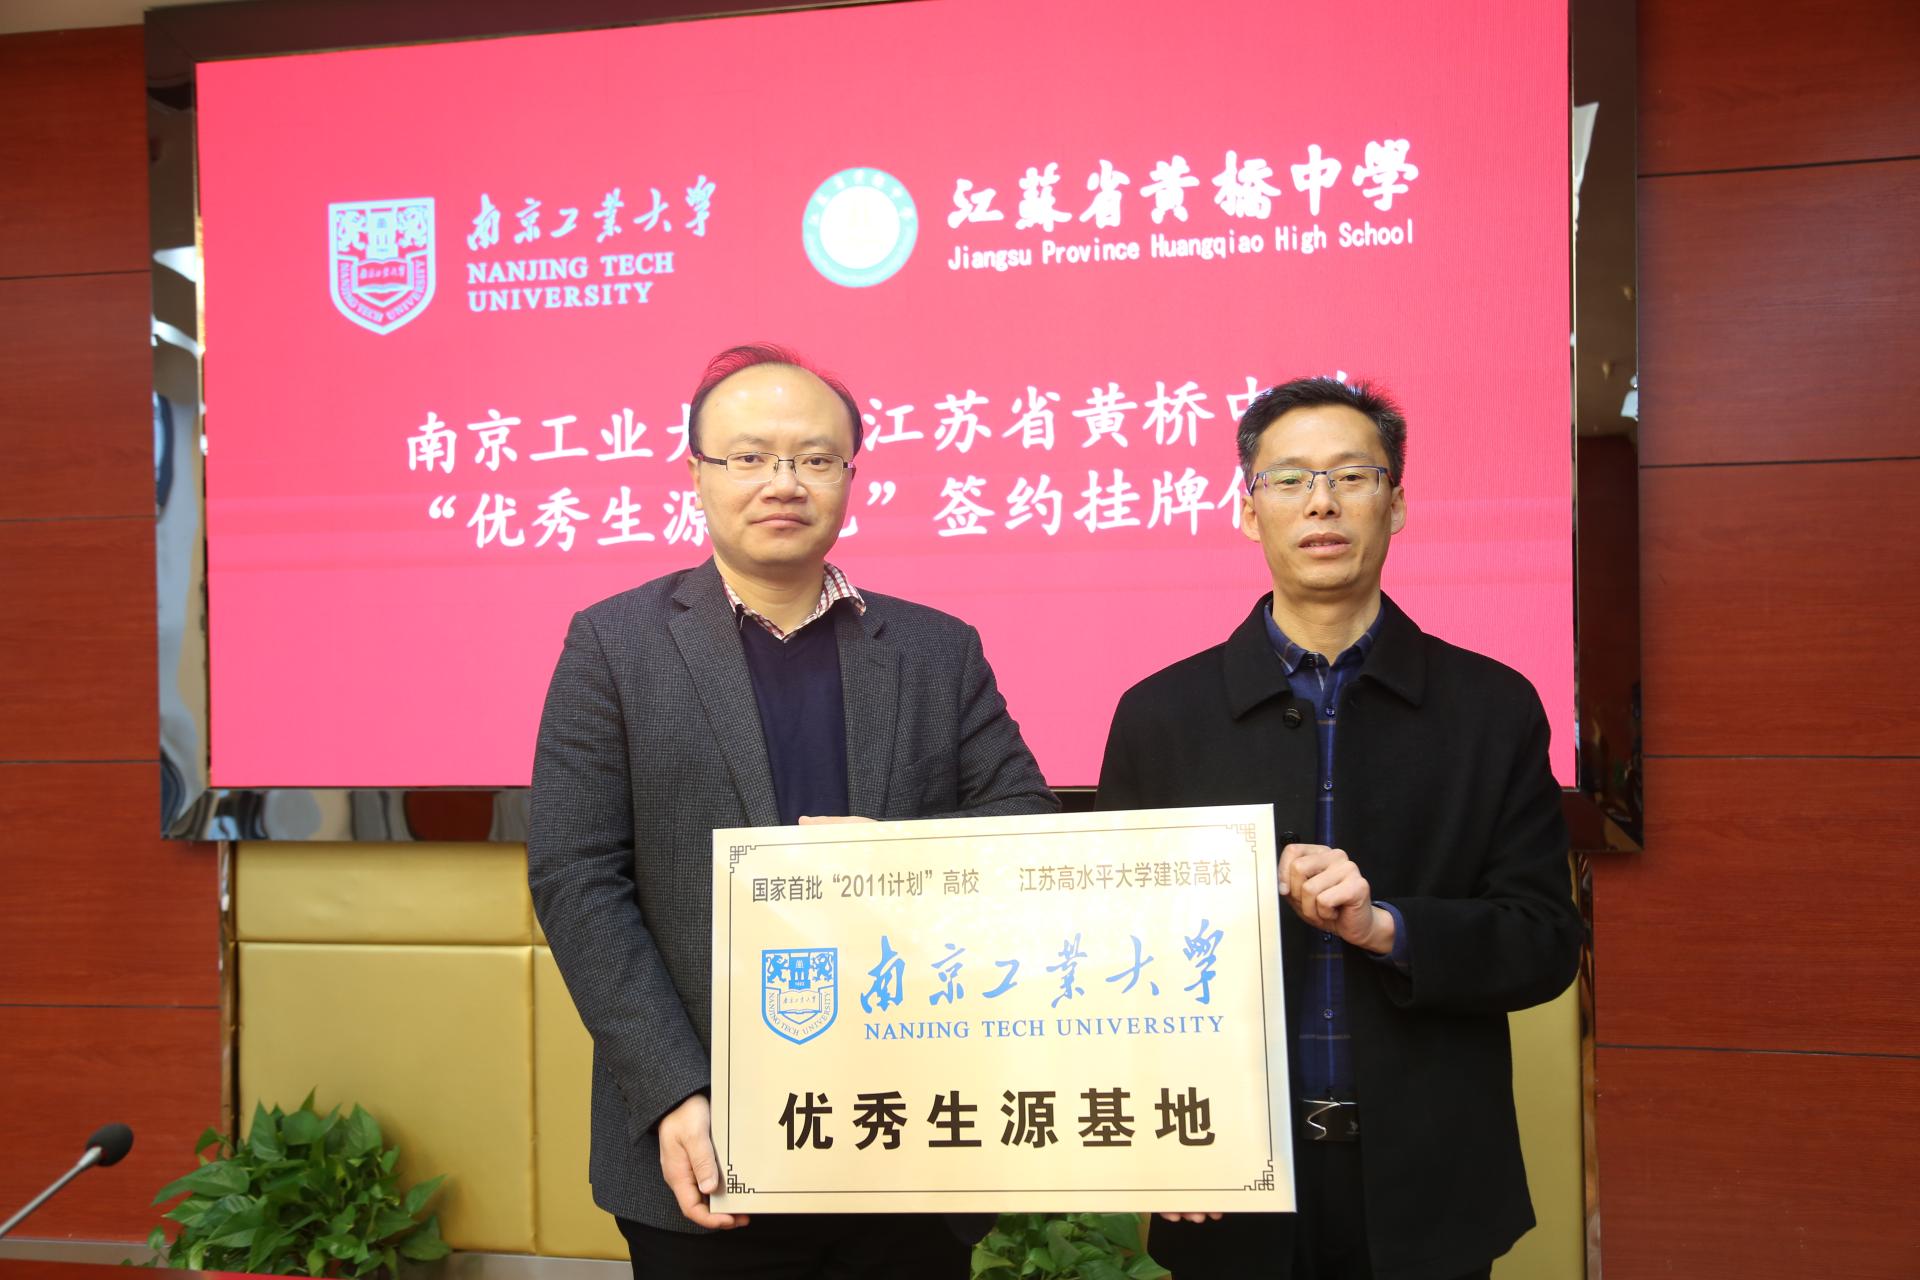 南京工業大學
NANJING TECH
UNIVERSITY
江蘇省黄橋中學
Jiangsu Province Huangqiao High School
南京工业大 江苏省黄桥中
“优秀生源 ”签约挂牌
国家首批“2011计划”高校 江苏高水平大学建设高校
南京工業大學
NANJING TECH UNIVERSITY
NANJING TECH UNIVERSITY
优秀生源基地